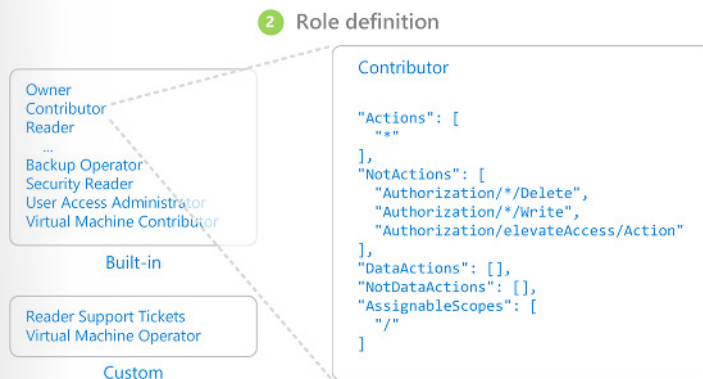 2 Role definition
Owner
Contributor
Reader
...
Backup Operator
Security Reader
User Access Administrator
Virtual Machine Contributor
Built-in
Reader Support Tickets
Virtual Machine Operator
Custom
Contributor
"Actions": [
"*"
],
"NotActions": [
"Authorization/*/Delete",
"Authorization/*/Write",
"Authorization/elevateAccess/Action"
],
"DataActions": [],
"NotDataActions": [],
"AssignableScopes": [
"/"
]